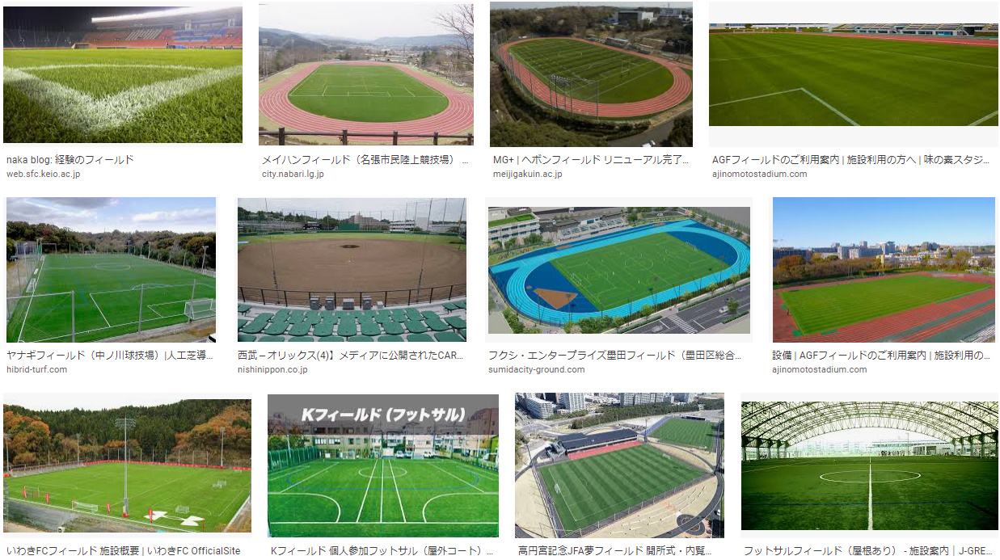 naka blog: 経験のフィールド
web.sfc.keio.ac.jp
メイハンフィールド（名張市民陸上競技場） ...
city.nabari.lg.jp
MG+ | ヘボンフィールド リニューアル完了...
meijigakuin.ac.jp
AGFフィールドのご利用案内 | 施設利用の方へ | 味の素スタジ...
ajinomotostadium.com
ヤナギフィールド（中ノ川球技場）|人工芝導...
hibrid-turf.com
西武 – オリックス(4)】メディアに公開されたCAR...
nishinippon.co.jp
フクシ・エンタープライズ墨田フィールド（墨田区総合...
sumidacity-ground.com
設備 | AGFフィールドのご利用案内 | 施設利用の...
ajinomotostadium.com
Kフィールド（フットサル）
いわきFCフィールド 施設概要 | いわきFC OfficialSite
Kフィールド 個人参加フットサル（屋外コート）...
高円宮記念JFA夢フィールド 開所式・内覧...
フットサルフィールド（屋根あり） - 施設案内｜J-GRE...